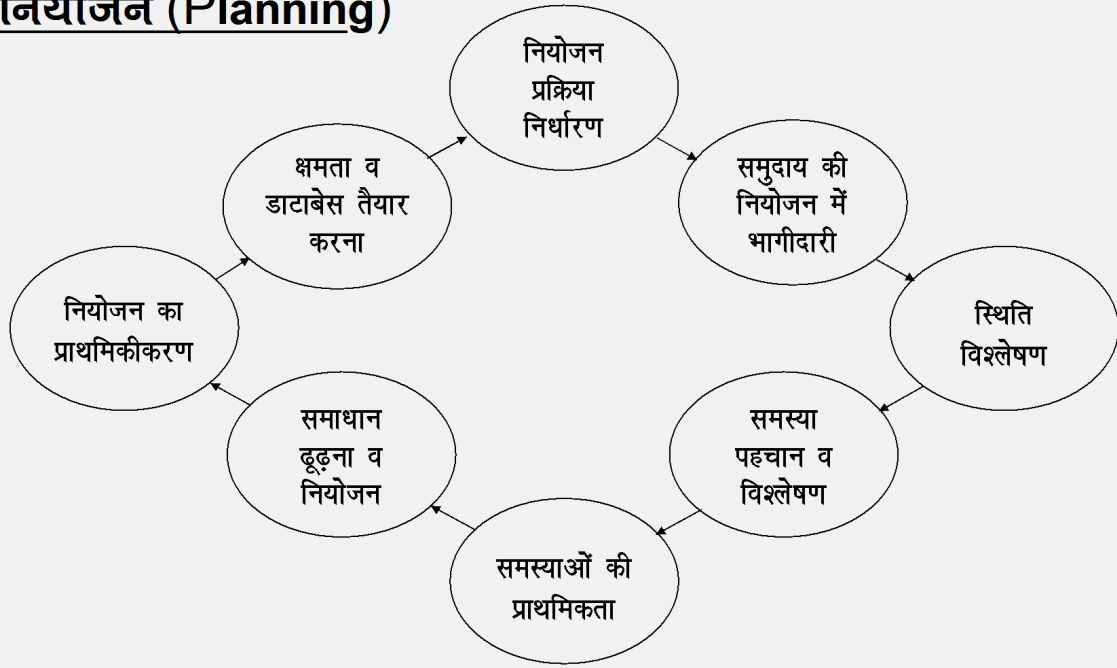 नियोजन (Planning)
नियोजन
प्रक्रिया
निर्धारण
समुदाय की
नियोजन में
भागीदारी
स्थिति
विश्लेषण
समस्या
पहचान व
विश्लेषण
समस्याओं की
प्राथमिकता
समाधान
ढूढ़ना व
नियोजन
नियोजन का
प्राथमिकीकरण
क्षमता व
डाटाबेस तैयार
करना